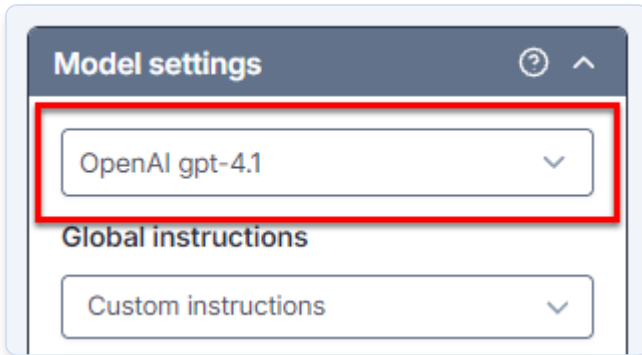 Model settings
OpenAI gpt-4.1
Global instructions
Custom instructions